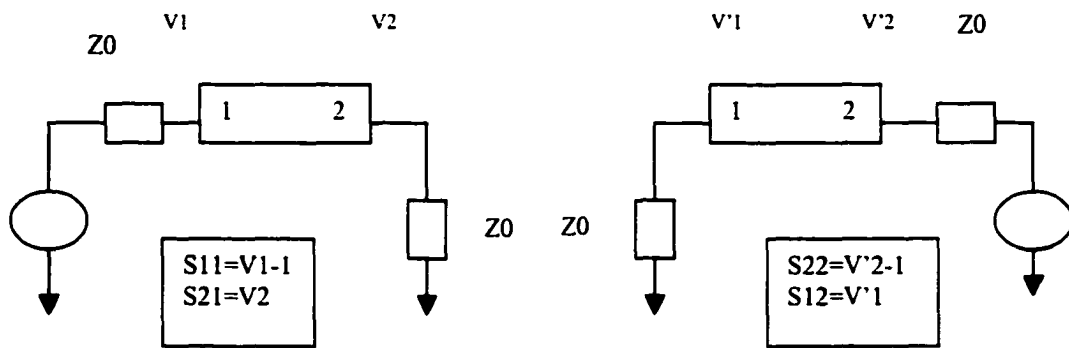 V1 V2 V'1 V'2 Z0
Z0
1 2 1 2
Z0 Z0
S11=V1-1
S21=V2
S22=V'2-1
S12=V'1